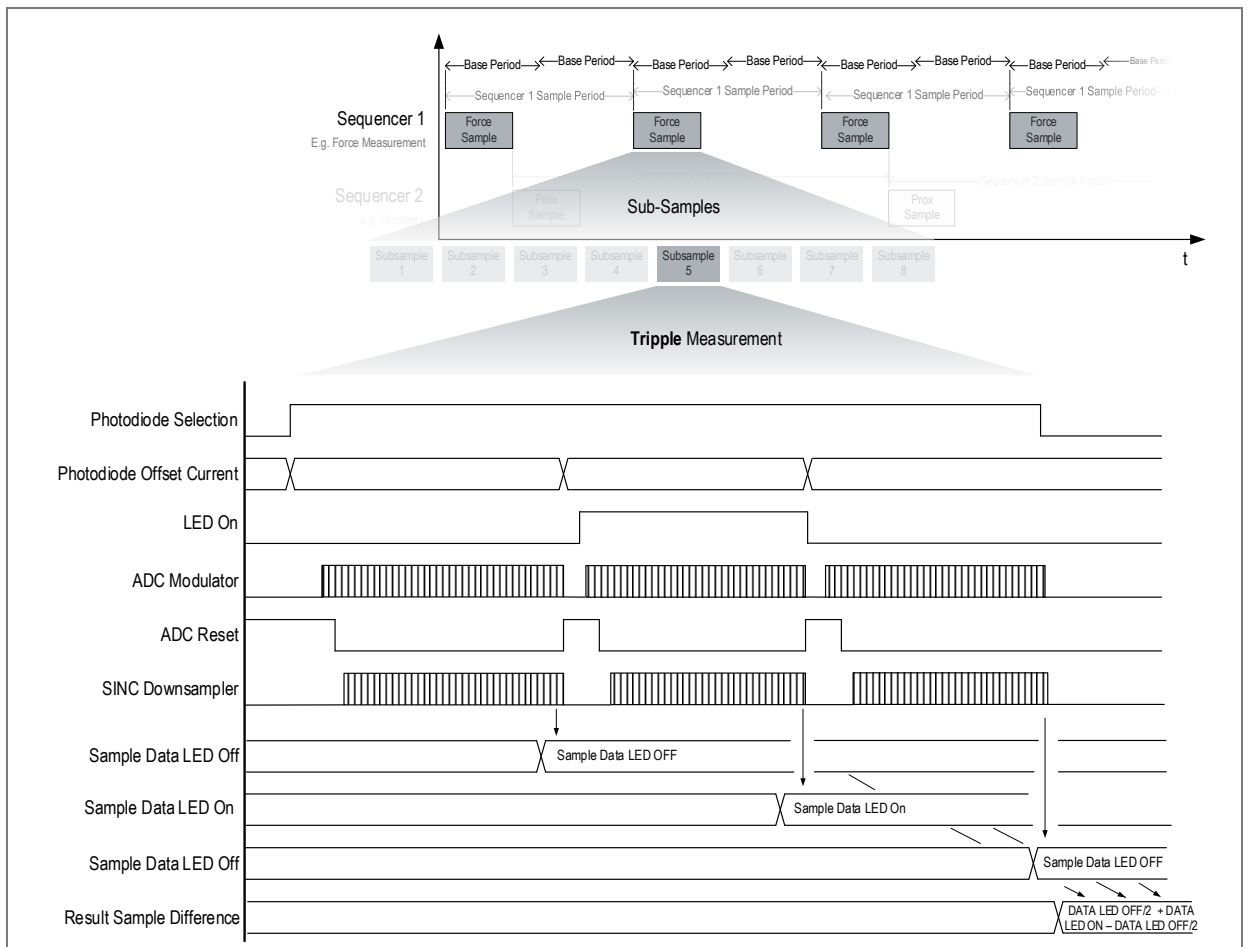 Base Period Base Period Base Period Base Period Base Period Base Period Base Period
Sequencer 1 Sample Period Sequencer 1 Sample Period Sequencer 1 Sample Period Sequencer 1 Sample Period
Sequencer 1
E.g. Force Measurement
Force Sample
Force Sample
Force Sample
Force Sample
Sequencer 2
e.g. Proximity
Sequencer 2 Sample Period
Prox Sample
Prox Sample
Sub-Samples
t
Subsample 1
Subsample 2
Subsample 3
Subsample 4
Subsample 5
Subsample 6
Subsample 7
Subsample 8
Tripple Measurement
Photodiode Selection
Photodiode Offset Current
LED On
ADC Modulator
ADC Reset
SINC Downsampler
Sample Data LED Off
Sample Data LED OFF
Sample Data LED On
Sample Data LED On
Sample Data LED Off
Sample Data LED OFF
Result Sample Difference
DATA LED OFF/2 + DATA
LED ON – DATA LED OFF/2